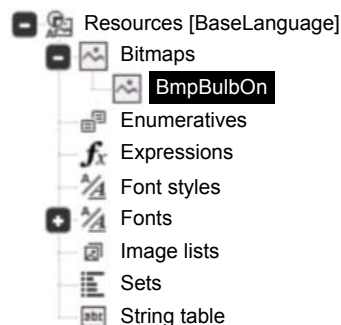 Resources [BaseLanguage]
Bitmaps
BmpBulbOn
Enumeratives
Expressions
Font styles
Fonts
Image lists
Sets
String table